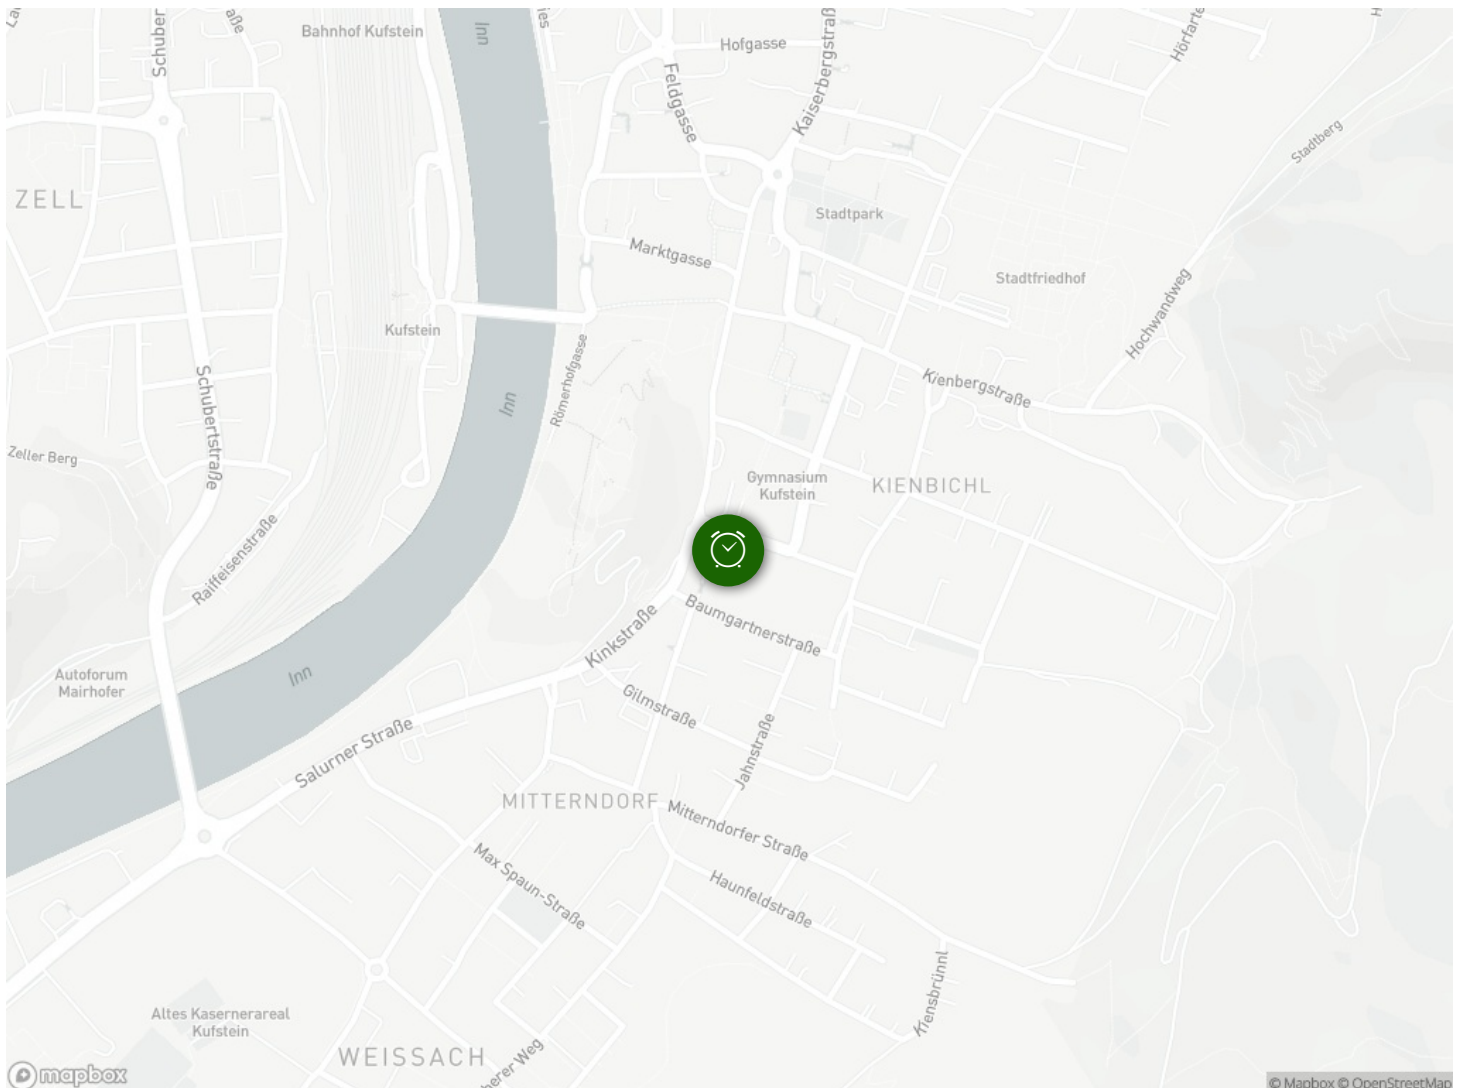 Bahnhof Kufstein
Inn
Hofgasse
Feldgasse
Stadtberg
ZELL
Stadtpark
Marktgasse
Stadtfriedhof
Hochwandweg
Kufstein
Römerhofgasse
Schubertstraße
Kienbergstraße
Inn
Zeller Berg
Gymnasium
Kufstein
KIENBICHL
Raiffeisenstraße
Baumgartnerstraße
Kinkstraße
Autoforum
Mairhofer
Inn
Gilmstraße
Salurner Straße
Jahnstraße
MITTERNDORF
Mitterndorfer Straße
Max Spaun-Straße
Haunfeldstraße
Kiensbrünnl
Altes Kasernerareal
Kufstein
WEISSACH
mapbox
© Mapbox © OpenStreetMap